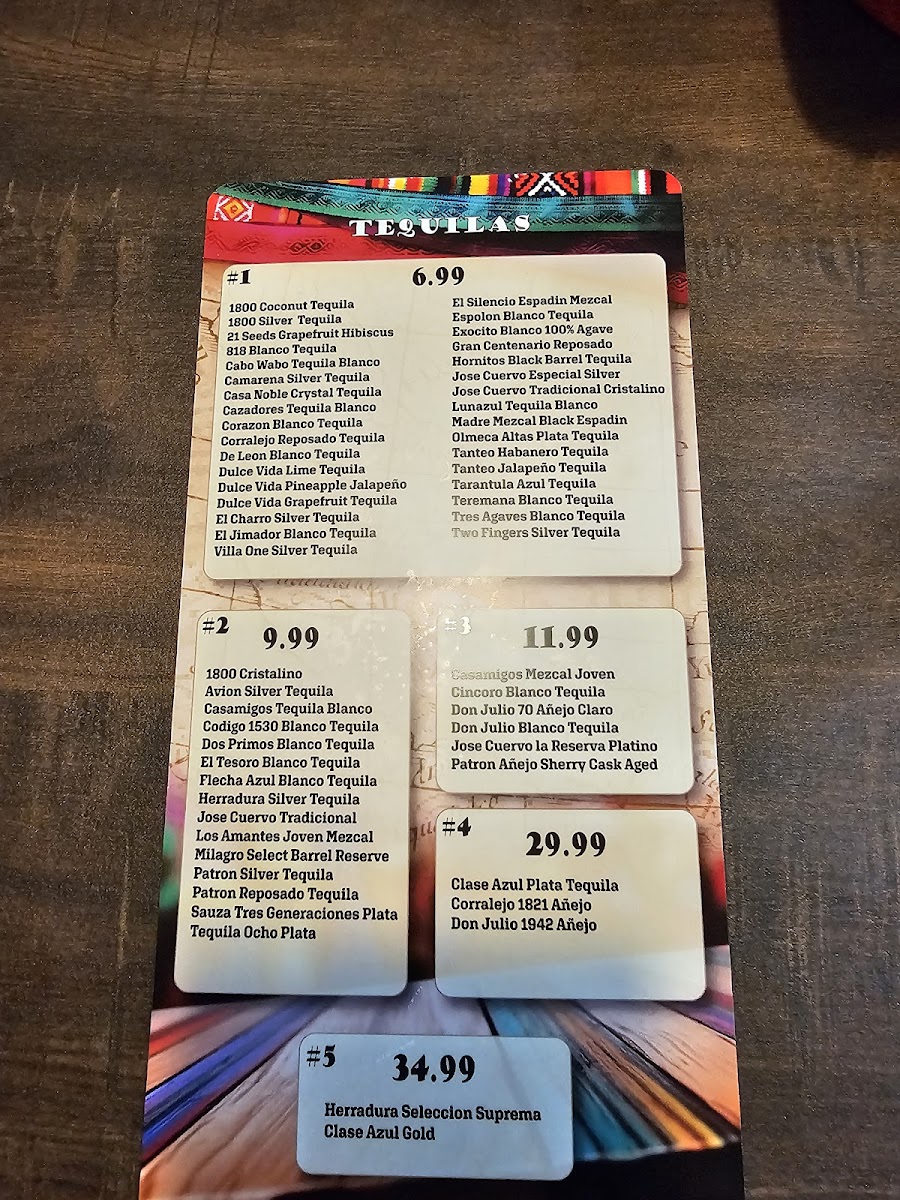 TEQUILAS
#1
6.99
1800 Coconut Tequila
1800 Silver Tequila
21 Seeds Grapefruit Hibiscus
818 Blanco Tequila
Cabo Wabo Tequila Blanco
Camarena Silver Tequila
Casa Noble Crystal Tequila
Cazadores Tequila Blanco
Corazon Blanco Tequila
Corralejo Reposado Tequila
De Leon Blanco Tequila
Dulce Vida Lime Tequila
Dulce Vida Pineapple Jalapeño
Dulce Vida Grapefruit Tequila
El Charro Silver Tequila
El Jimador Blanco Tequila
Villa One Silver Tequila
El Silencio Espadin Mezcal
Espolon Blanco Tequila
Exocito Blanco 100% Agave
Gran Centenario Reposado
Hornitos Black Barrel Tequila
Jose Cuervo Especial Silver
Jose Cuervo Tradicional Cristalino
Lunazul Tequila Blanco
Madre Mezcal Black Espadin
Olmeca Altas Plata Tequila
Tanteo Habanero Tequila
Tanteo Jalapeño Tequila
Tarantula Azul Tequila
Teremana Blanco Tequila
Tres Agaves Blanco Tequila
Two Fingers Silver Tequila
#2
9.99
1800 Cristalino
Avion Silver Tequila
Casamigos Tequila Blanco
Codigo 1530 Blanco Tequila
Dos Primos Blanco Tequila
El Tesoro Blanco Tequila
Flecha Azul Blanco Tequila
Herradura Silver Tequila
Jose Cuervo Tradicional
Los Amantes Joven Mezcal
Milagro Select Barrel Reserve
Patron Silver Tequila
Patron Reposado Tequila
Sauza Tres Generaciones Plata
Tequila Ocho Plata
#3
11.99
Casamigos Mezcal Joven
Cincoro Blanco Tequila
Don Julio 70 Añejo Claro
Don Julio Blanco Tequila
Jose Cuervo la Reserva Platino
Patron Añejo Sherry Cask Aged
#4
29.99
Clase Azul Plata Tequila
Corralejo 1821 Añejo
Don Julio 1942 Añejo
#5
34.99
Herradura Seleccion Suprema
Clase Azul Gold